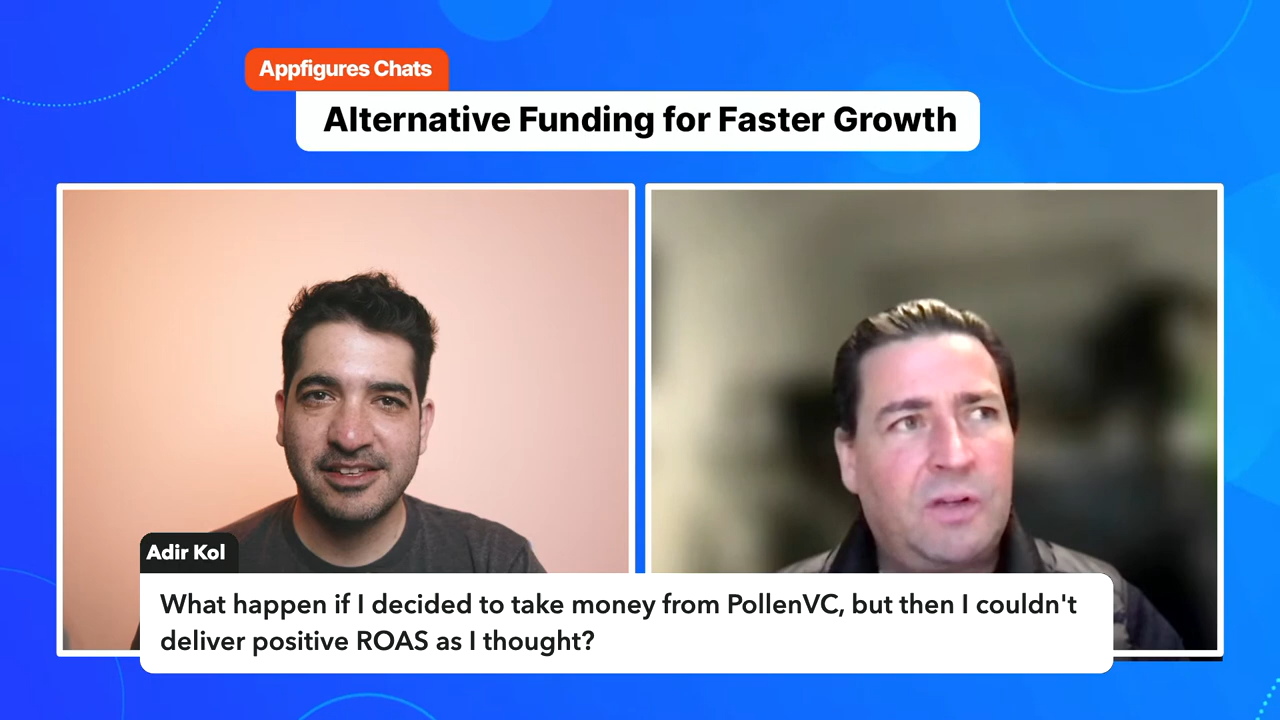 Appfigures Chats
Alternative Funding for Faster Growth
Adir Kol
What happen if I decided to take money from PollenVC, but then I couldn't
deliver positive ROAS as I thought?